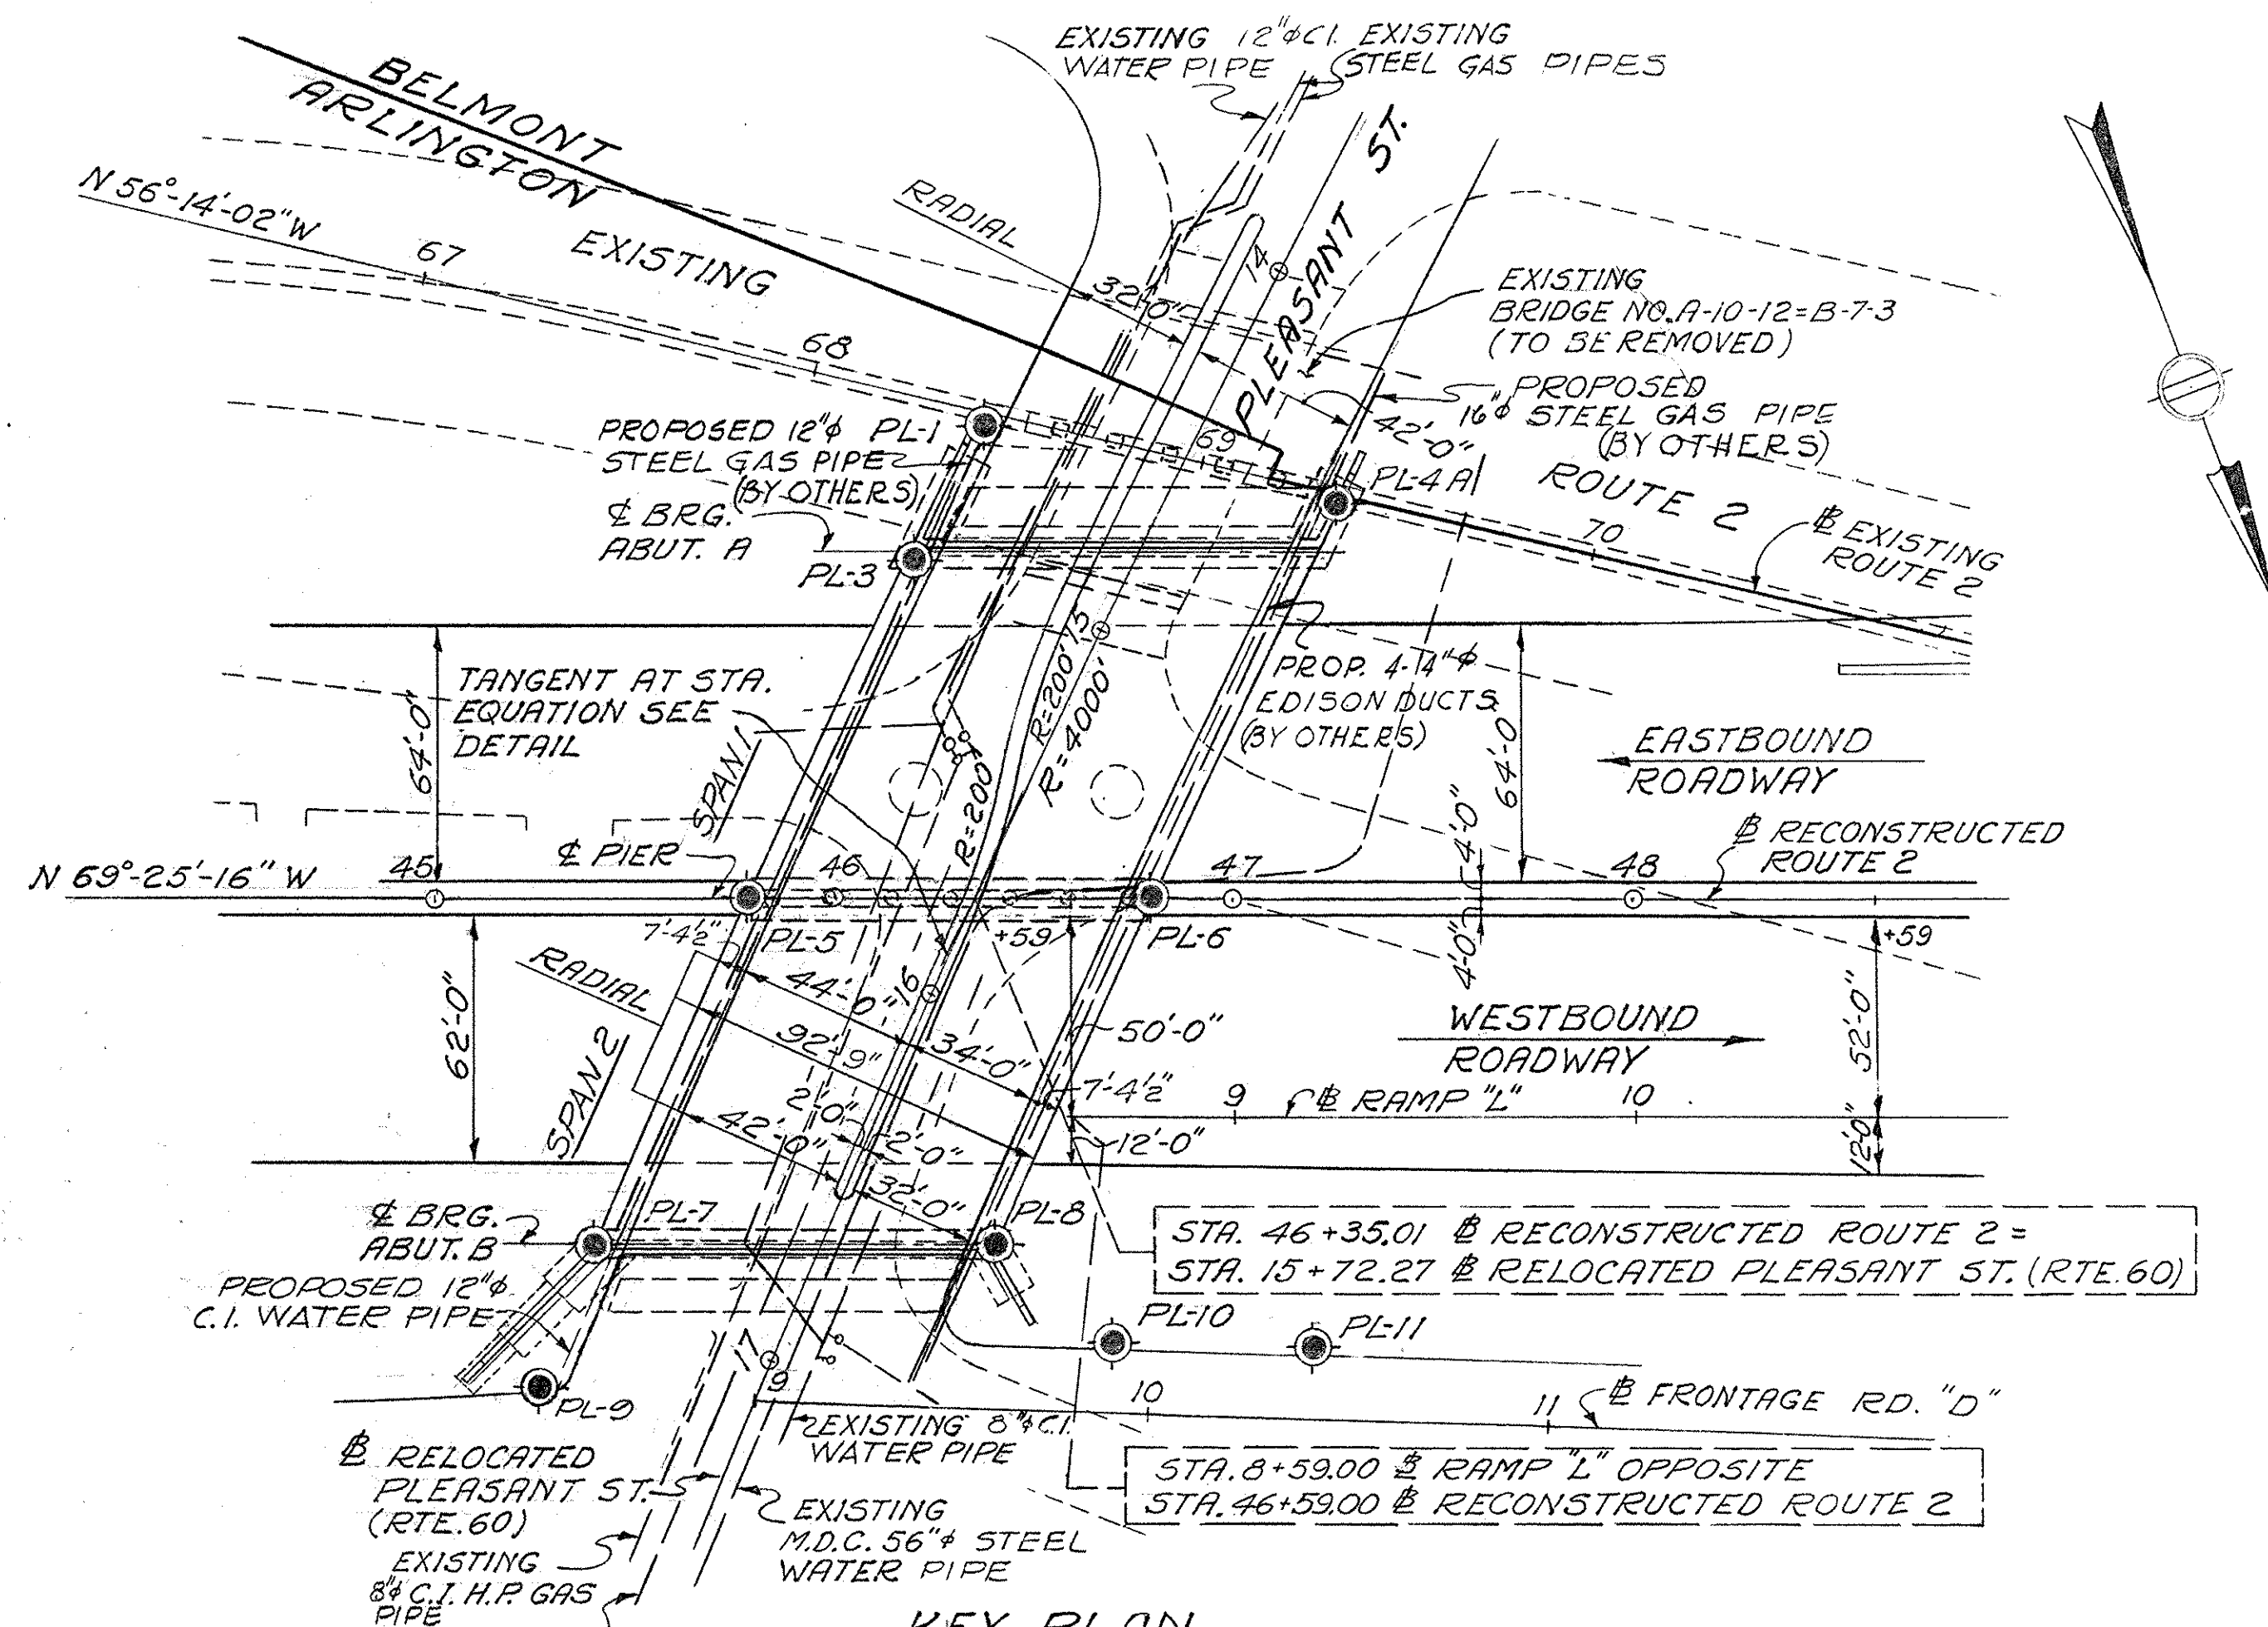 EXISTING 12"φ C.I.
WATER PIPE
EXISTING
STEEL GAS PIPES
BELMONT
ARLINGTON
N 56°-14'-02" W
67
EXISTING
68
RADIAL
32'-0"
14
PLEASANT ST.
EXISTING
BRIDGE NO. A-10-12=B-7-3
(TO BE REMOVED)
PROPOSED
16"φ STEEL GAS PIPE
(BY OTHERS)
42'-0"
69
PROPOSED 12"φ
STEEL GAS PIPE
(BY OTHERS)
PL-1
PL-4A
ROUTE 2
70
℄ BRG.
ABUT. A
PL-3
B EXISTING
ROUTE 2
15
R=200'
R=4000'
PROP. 4-4"φ
EDISON DUCTS
(BY OTHERS)
TANGENT AT STA.
EQUATION SEE
DETAIL
64'-0"
SPAN 1
R=200'
64'-0
EASTBOUND
ROADWAY
4'-0"
4'-0"
B RECONSTRUCTED
ROUTE 2
N 69°-25'-16" W
45
℄ PIER
46
47
48
7'-4½"
PL-5
+59
PL-6
+59
RADIAL
44'-0"
16
62'-0"
92'-9"
34'-0"
50'-0"
WESTBOUND
ROADWAY
52'-0"
SPAN 2
2'-0"
42'-0"
2'-0"
7'-4½"
9
B RAMP "L"
10
12'-0"
12'-0"
32'-0"
℄ BRG.
ABUT. B
PL-7
PL-8
STA. 46+35.01 B RECONSTRUCTED ROUTE 2 =
STA. 15+72.27 B RELOCATED PLEASANT ST. (RTE. 60)
PROPOSED 12"φ
C.I. WATER PIPE
PL-10
PL-11
17
9
PL-9
10
11
B FRONTAGE RD. "D"
EXISTING 8"φ C.I.
WATER PIPE
B RELOCATED
PLEASANT ST.
(RTE. 60)
STA. 8+59.00 B RAMP "L" OPPOSITE
STA. 46+59.00 B RECONSTRUCTED ROUTE 2
EXISTING
M.D.C. 56"φ STEEL
WATER PIPE
EXISTING
8"φ C.I. H.P. GAS
PIPE
KEY PLAN